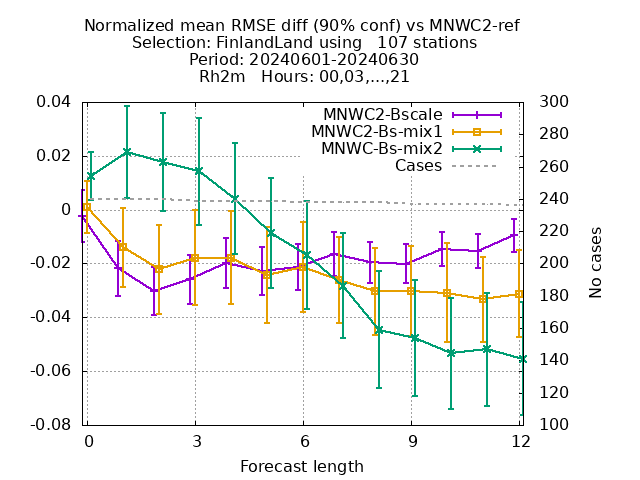 Normalized mean RMSE diff (90% conf) vs MNWC2-ref
Selection: FinlandLand using   107 stations
Period: 20240601-20240630
Rh2m   Hours: 00,03,...,21
MNWC2-Bscale
MNWC2-Bs-mix1
MNWC-Bs-mix2
Cases
0.04
0.02
0
-0.02
-0.04
-0.06
-0.08
300
280
260
240
220
200
180
160
140
120
100
No cases
0 3 6 9 12
Forecast length